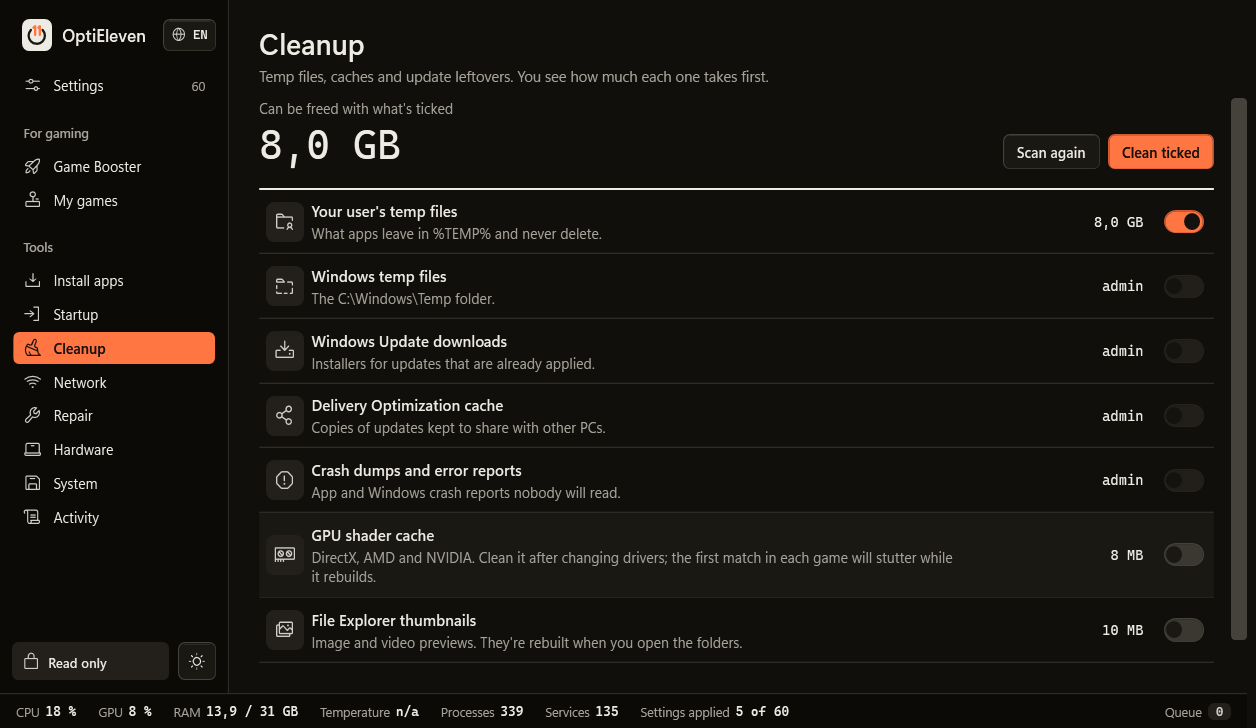 OptiEleven
EN
Settings 60
For gaming
Game Booster
My games
Tools
Install apps
Startup
Cleanup
Network
Repair
Hardware
System
Activity
Read only
Cleanup
Temp files, caches and update leftovers. You see how much each one takes first.
Can be freed with what's ticked
8,0 GB
Scan again
Clean ticked
Your user's temp files
What apps leave in %TEMP% and never delete.
8,0 GB
Windows temp files
The C:\Windows\Temp folder.
admin
Windows Update downloads
Installers for updates that are already applied.
admin
Delivery Optimization cache
Copies of updates kept to share with other PCs.
admin
Crash dumps and error reports
App and Windows crash reports nobody will read.
admin
GPU shader cache
DirectX, AMD and NVIDIA. Clean it after changing drivers; the first match in each game will stutter while
it rebuilds.
8 MB
File Explorer thumbnails
Image and video previews. They're rebuilt when you open the folders.
10 MB
CPU 18 % GPU 8 % RAM 13,9 / 31 GB Temperature n/a Processes 339 Services 135 Settings applied 5 of 60 Queue 0